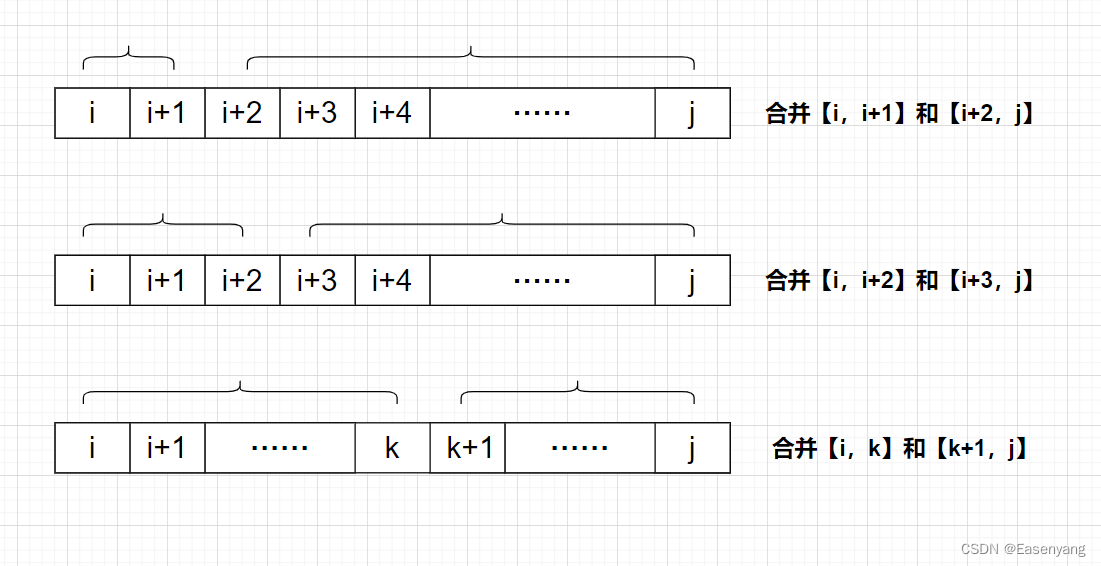 i i+1 i+2 i+3 i+4 ······ j 合并【i，i+1】和【i+2，j】
i i+1 i+2 i+3 i+4 ······ j 合并【i，i+2】和【i+3，j】
i i+1 ······ k k+1 ······ j 合并【i，k】和【k+1，j】
CSDN @Easenyang